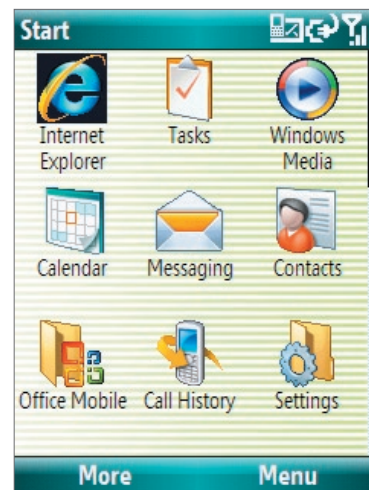 Start
Internet Explorer
Tasks
Windows Media
Calendar
Messaging
Contacts
Office Mobile
Call History
Settings
More
Menu